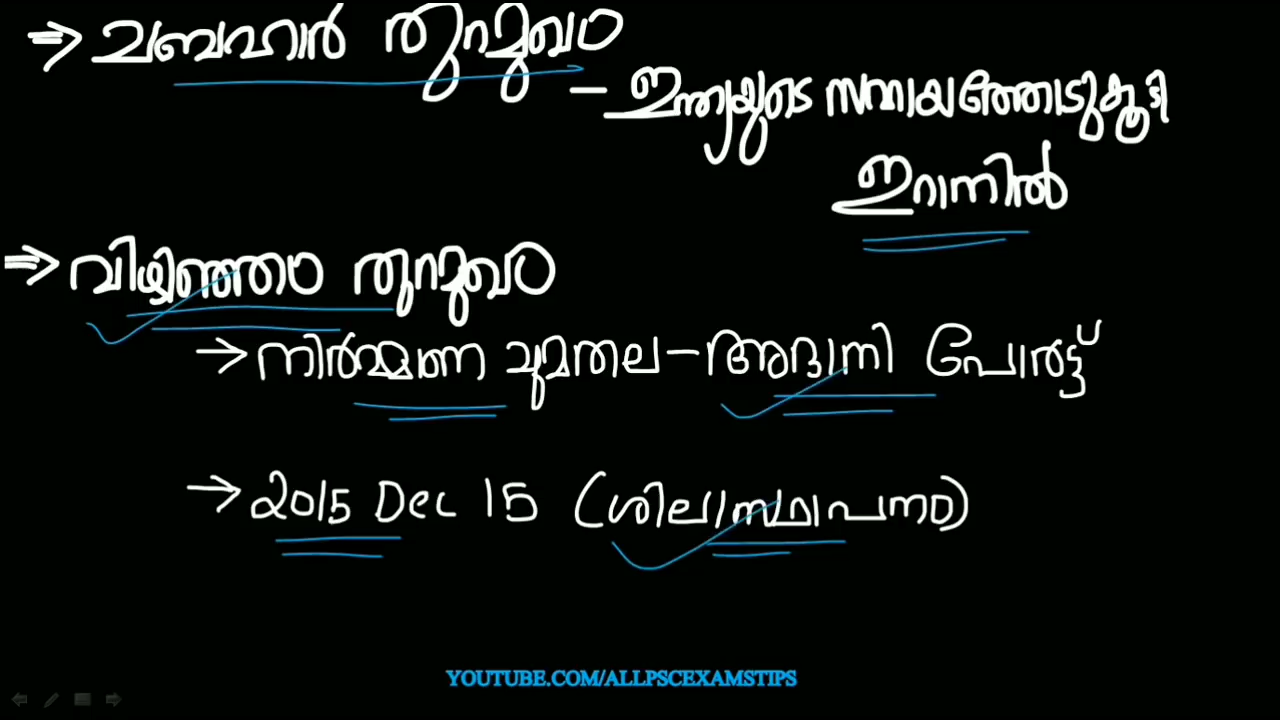 ⇒ ചബഹാർ തുറമുഖം
– ഇന്ത്യയുടെ സഹായത്തോടുകൂടി
ഇറാനിൽ
⇒ വിഴിഞ്ഞം തുറമുഖം
→ നിർമ്മാണ ചുമതല – അദാനി പോർട്ട്
→ 2015 Dec 15 (ശിലാസ്ഥാപനം)
YOUTUBE.COM/ALLPSCEXAMSTIPS